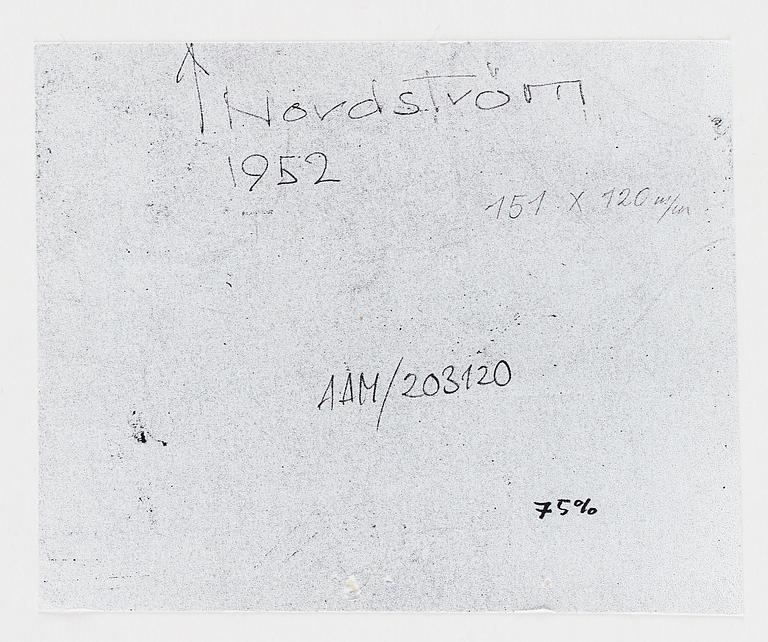 ↑ Nordström
1952
151 x 120 m/m
AAM/203120
75%